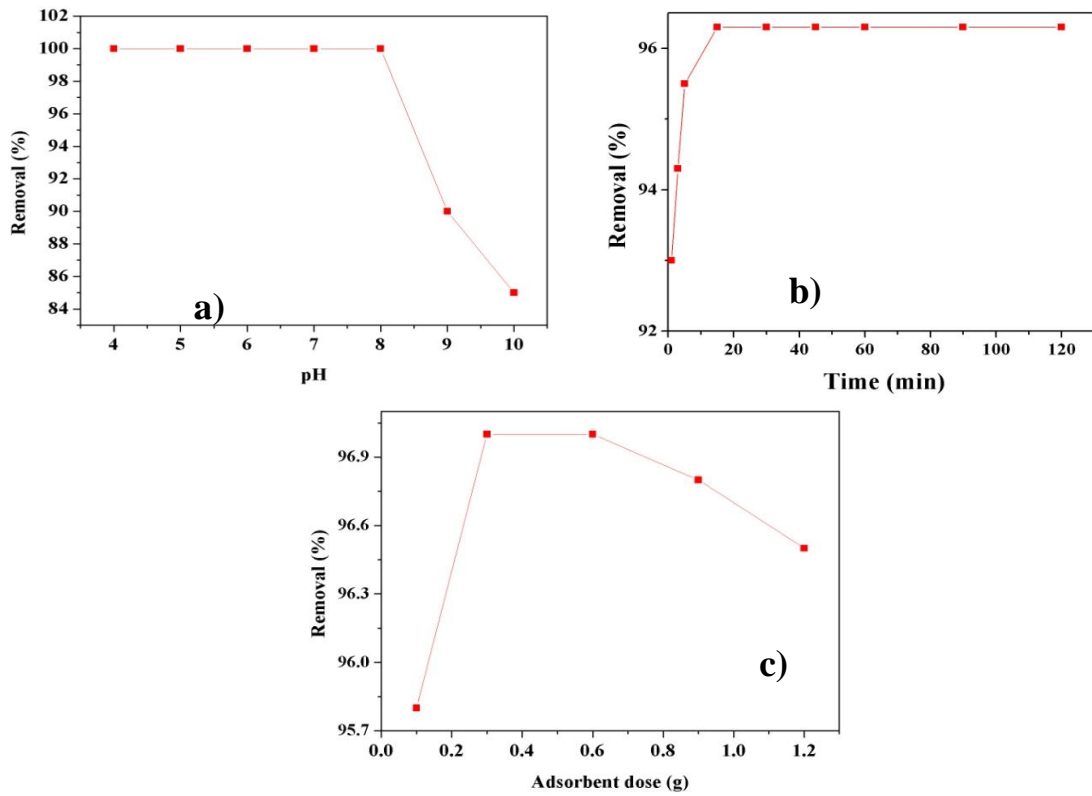 102
100
98
96
94
92
90
88
86
84
Removal (%)
4 5 6 7 8 9 10
pH
a)
96
94
92
Removal (%)
0 20 40 60 80 100 120
Time (min)
b)
96.9
96.6
96.3
96.0
95.7
Removal (%)
0.0 0.2 0.4 0.6 0.8 1.0 1.2
Adsorbent dose (g)
c)